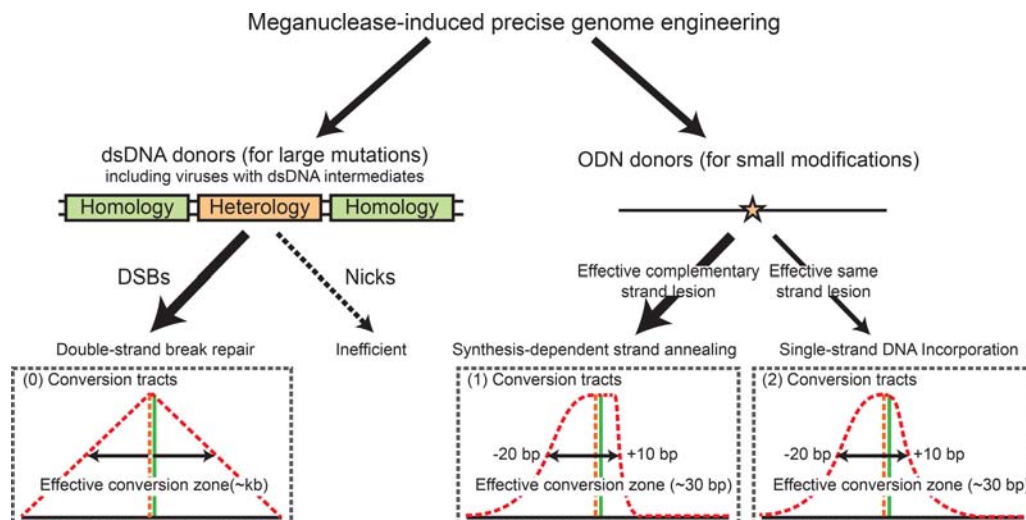 Meganuclease-induced precise genome engineering
dsDNA donors (for large mutations)
including viruses with dsDNA intermediates
Homology Heterology Homology
ODN donors (for small modifications)
DSBs
Nicks
Effective complementary
strand lesion
Effective same
strand lesion
Double-strand break repair
Inefficient
Synthesis-dependent strand annealing
Single-strand DNA Incorporation
(0) Conversion tracts
Effective conversion zone(~kb)
(1) Conversion tracts
-20 bp
+10 bp
Effective conversion zone (~30 bp)
(2) Conversion tracts
-20 bp
+10 bp
Effective conversion zone (~30 bp)